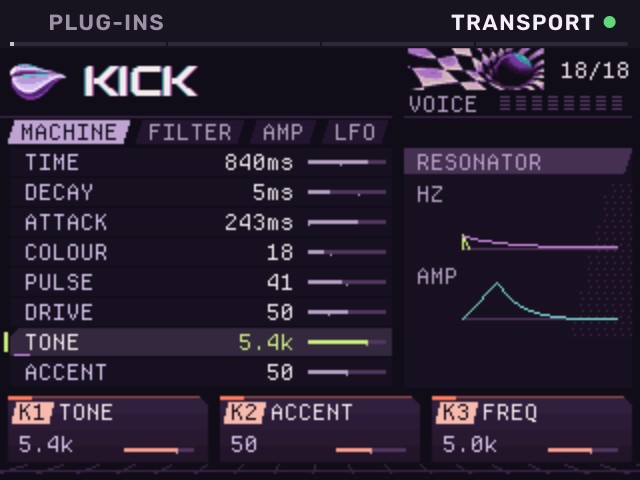 PLUG-INS TRANSPORT
KICK
18/18
VOICE
MACHINE FILTER AMP LFO
RESONATOR
TIME 840ms
DECAY 5ms
ATTACK 243ms
COLOUR 18
PULSE 41
DRIVE 50
TONE 5.4k
ACCENT 50
HZ
AMP
K1 TONE
5.4k
K2 ACCENT
50
K3 FREQ
5.0k